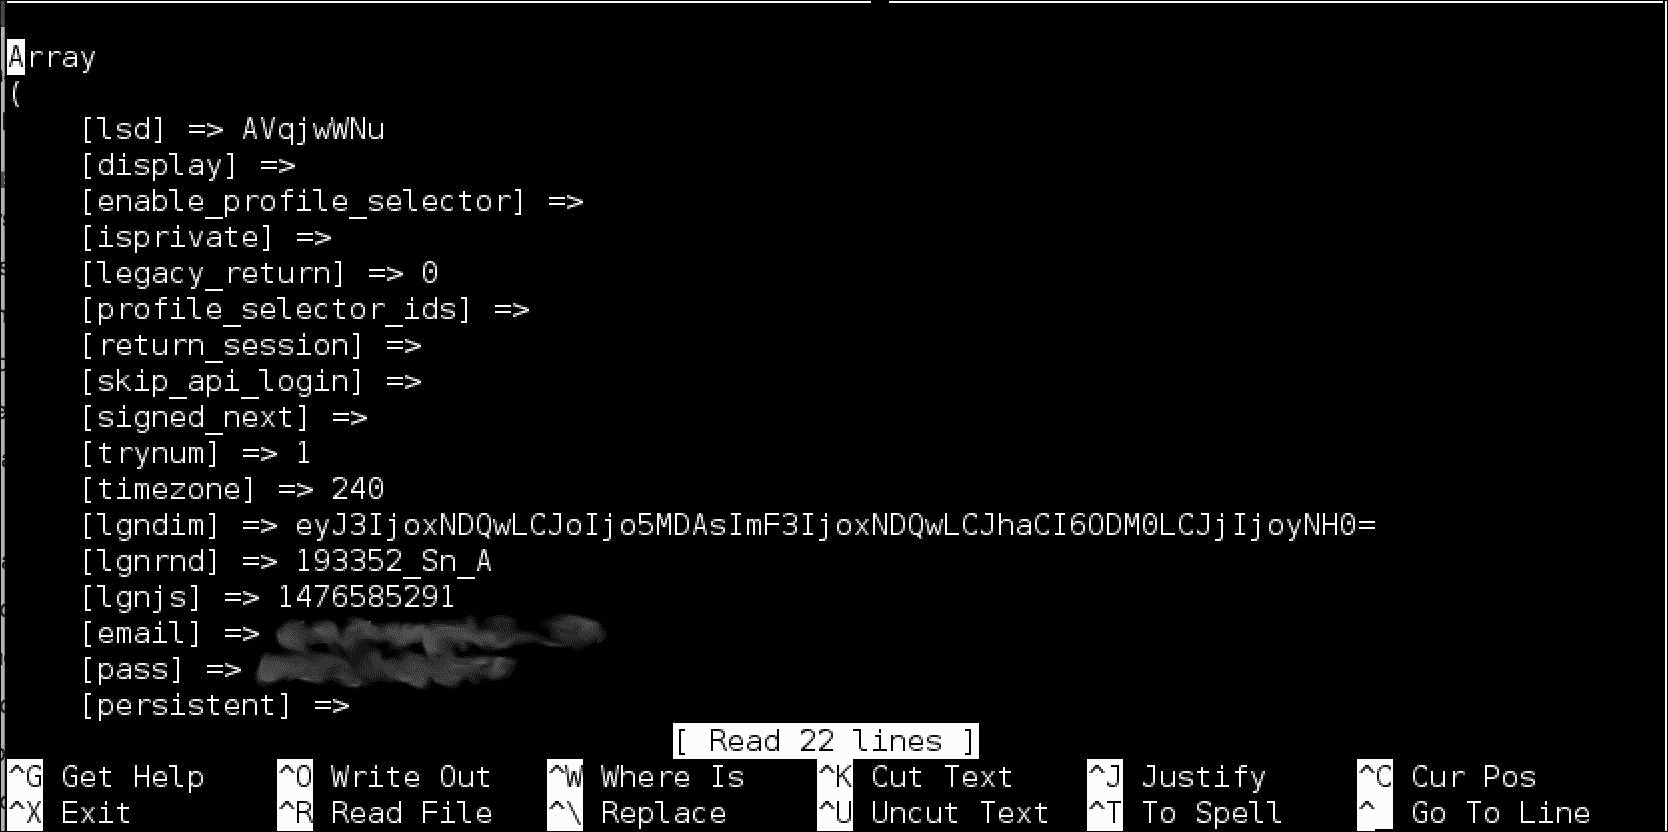 Array
(
[lsd] => AVqjwWNu
[display] =>
[enable_profile_selector] =>
[isprivate] =>
[legacy_return] => 0
[profile_selector_ids] =>
[return_session] =>
[skip_api_login] =>
[signed_next] =>
[trynum] => 1
[timezone] => 240
[lgndim] => eyJ3IjoxNDQwLCJoIjo5MDAsImF3IjoxNDQwLCJhaCI6ODM0LCJjIjoyNH0=
[lgnrnd] => 193352_Sn_A
[lgnjs] => 1476585291
[email] =>
[pass] =>
[persistent] =>
[ Read 22 lines ]
^G Get Help ^O Write Out ^W Where Is ^K Cut Text ^J Justify ^C Cur Pos
^X Exit ^R Read File ^\ Replace ^U Uncut Text ^T To Spell ^_ Go To Line